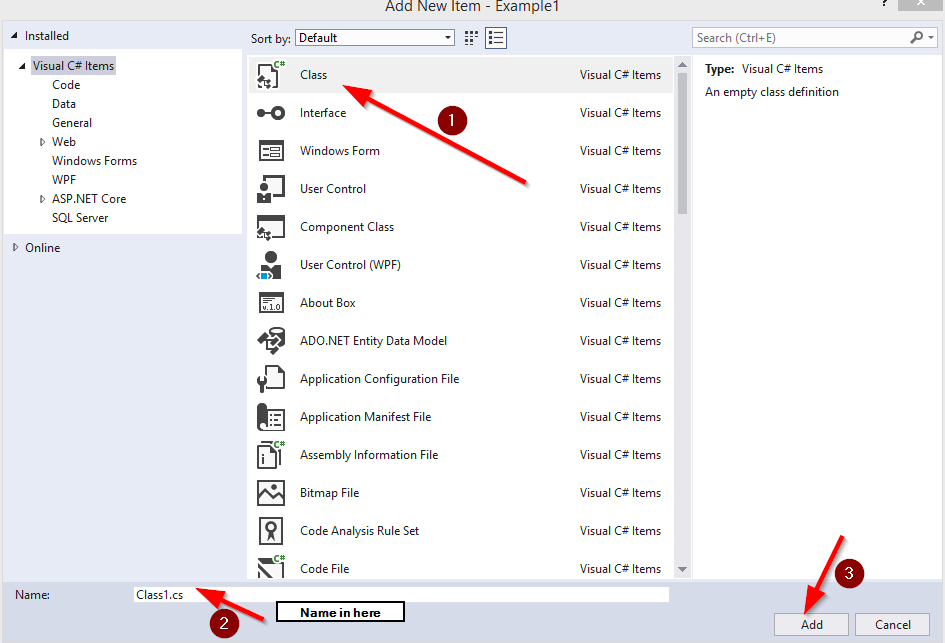 Add New Item - Example1
?
Installed
Visual C# Items
Code
Data
General
Web
Windows Forms
WPF
ASP.NET Core
SQL Server
Online
Sort by: Default
Search (Ctrl+E)
C# Class Visual C# Items
Interface Visual C# Items
Windows Form Visual C# Items
User Control Visual C# Items
Component Class Visual C# Items
User Control (WPF) Visual C# Items
v.1.0 About Box Visual C# Items
ADO.NET Entity Data Model Visual C# Items
Application Configuration File Visual C# Items
Application Manifest File Visual C# Items
C# Assembly Information File Visual C# Items
Bitmap File Visual C# Items
Code Analysis Rule Set Visual C# Items
C# Code File Visual C# Items
1
Type: Visual C# Items
An empty class definition
Name: Class1.cs
2
Name in here
3
Add Cancel